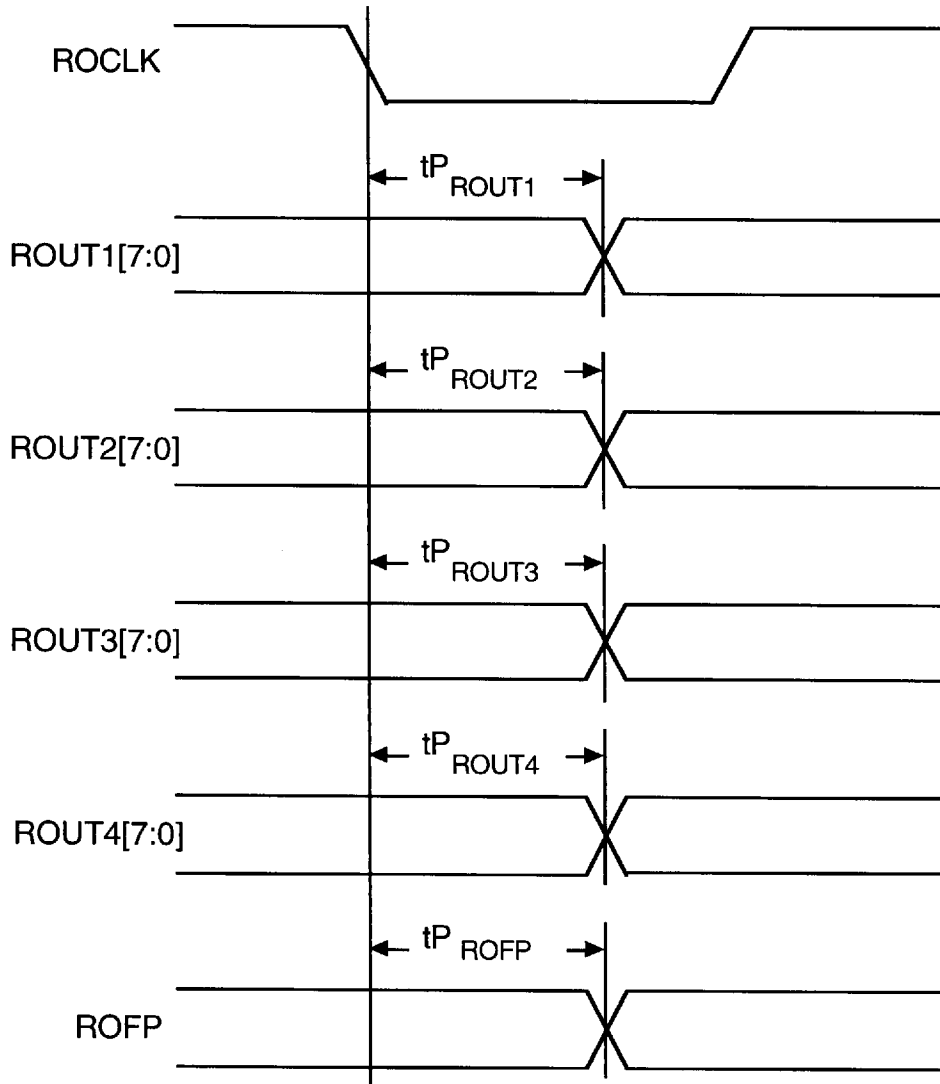 ROCLK
tP ROUT1
ROUT1[7:0]
tP ROUT2
ROUT2[7:0]
tP ROUT3
ROUT3[7:0]
tP ROUT4
ROUT4[7:0]
tP ROFP
ROFP